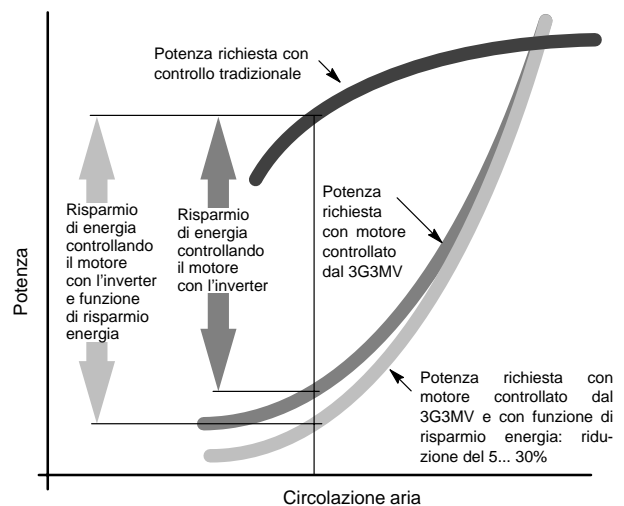 Potenza richiesta con
controllo tradizionale
Risparmio
di energia
controllando
il motore
con l'inverter
e funzione
di risparmio
energia
Risparmio
di energia
controllando
il motore
con l'inverter
Potenza
richiesta
con motore
controllato
dal 3G3MV
Potenza
Potenza richiesta con
motore controllato dal
3G3MV e con funzione di
risparmio energia: ridu-
zione del 5... 30%
Circolazione aria